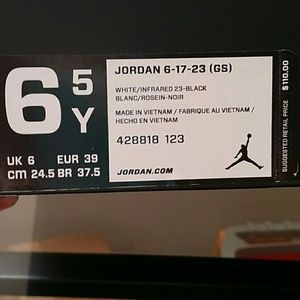 6 5 Y
UK 6 EUR 39
CM 24.5 BR 37.5
JORDAN 6-17-23 (GS)
WHITE/INFRARED 23-BLACK
BLANC/ROSEIN-NOIR
MADE IN VIETNAM / FABRIQUE AU VIETNAM /
HECHO EN VIETNAM
428818 123
JORDAN.COM
$110.00
SUGGESTED RETAIL PRICE